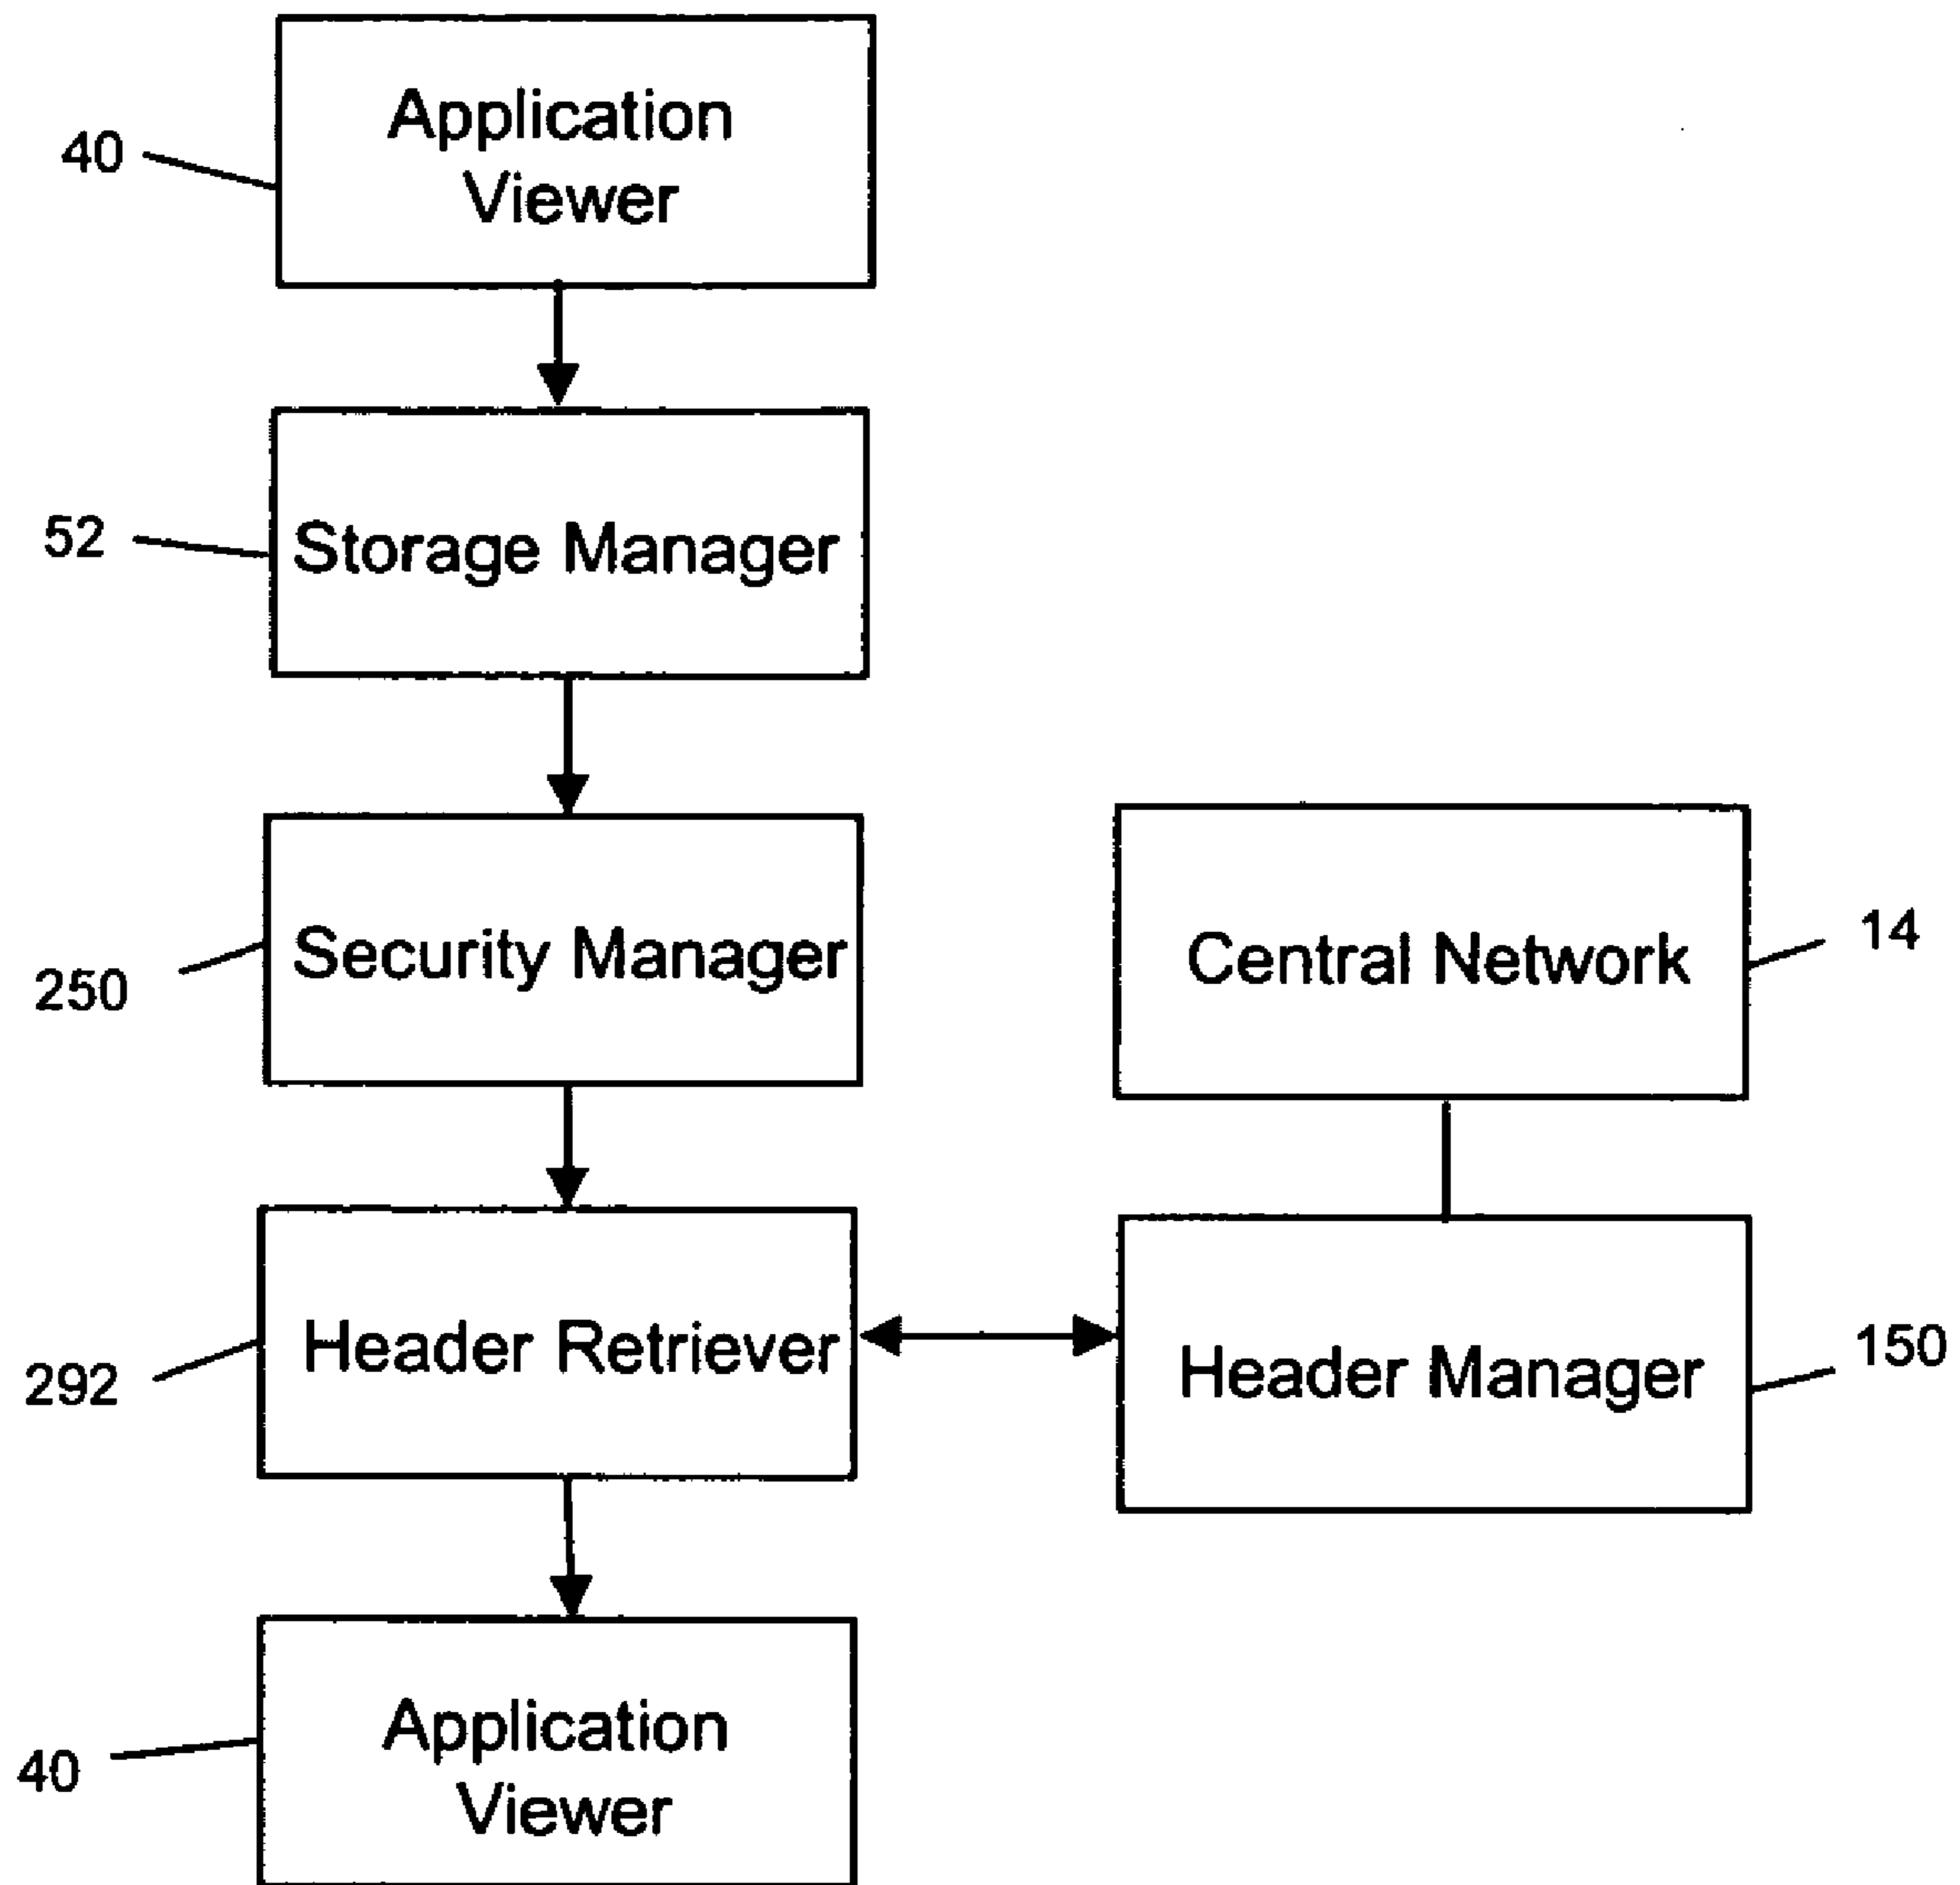 Application
Viewer
40
Storage Manager
52
Security Manager
250
Central Network
14
Header Retriever
292
Header Manager
150
Application
Viewer
40